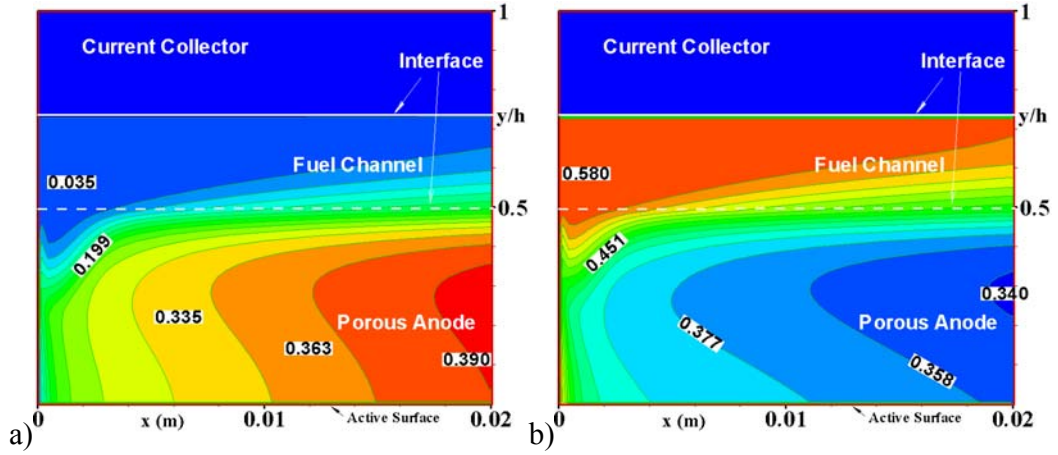 1
Current Collector
Interface
y/h
Fuel Channel
0.035
0.5
0.199
0.335
Porous Anode
0.363
0.390
0
x (m)
0.01
Active Surface
0.02
a)
1
Current Collector
Interface
y/h
Fuel Channel
0.580
0.5
0.451
0.340
Porous Anode
0.377
0.358
0
x (m)
0.01
Active Surface
0.02
b)